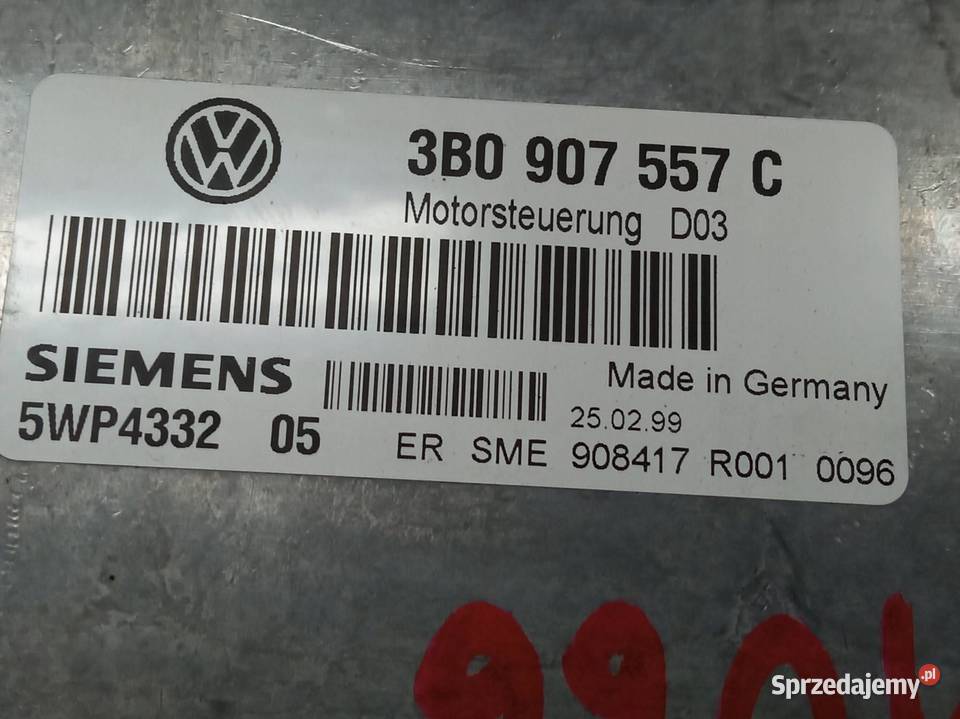 3B0 907 557 C
Motorsteuerung D03
SIEMENS
Made in Germany
5WP4332 05
25.02.99
ER SME 908417 R001 0096
Sprzedajemy.pl